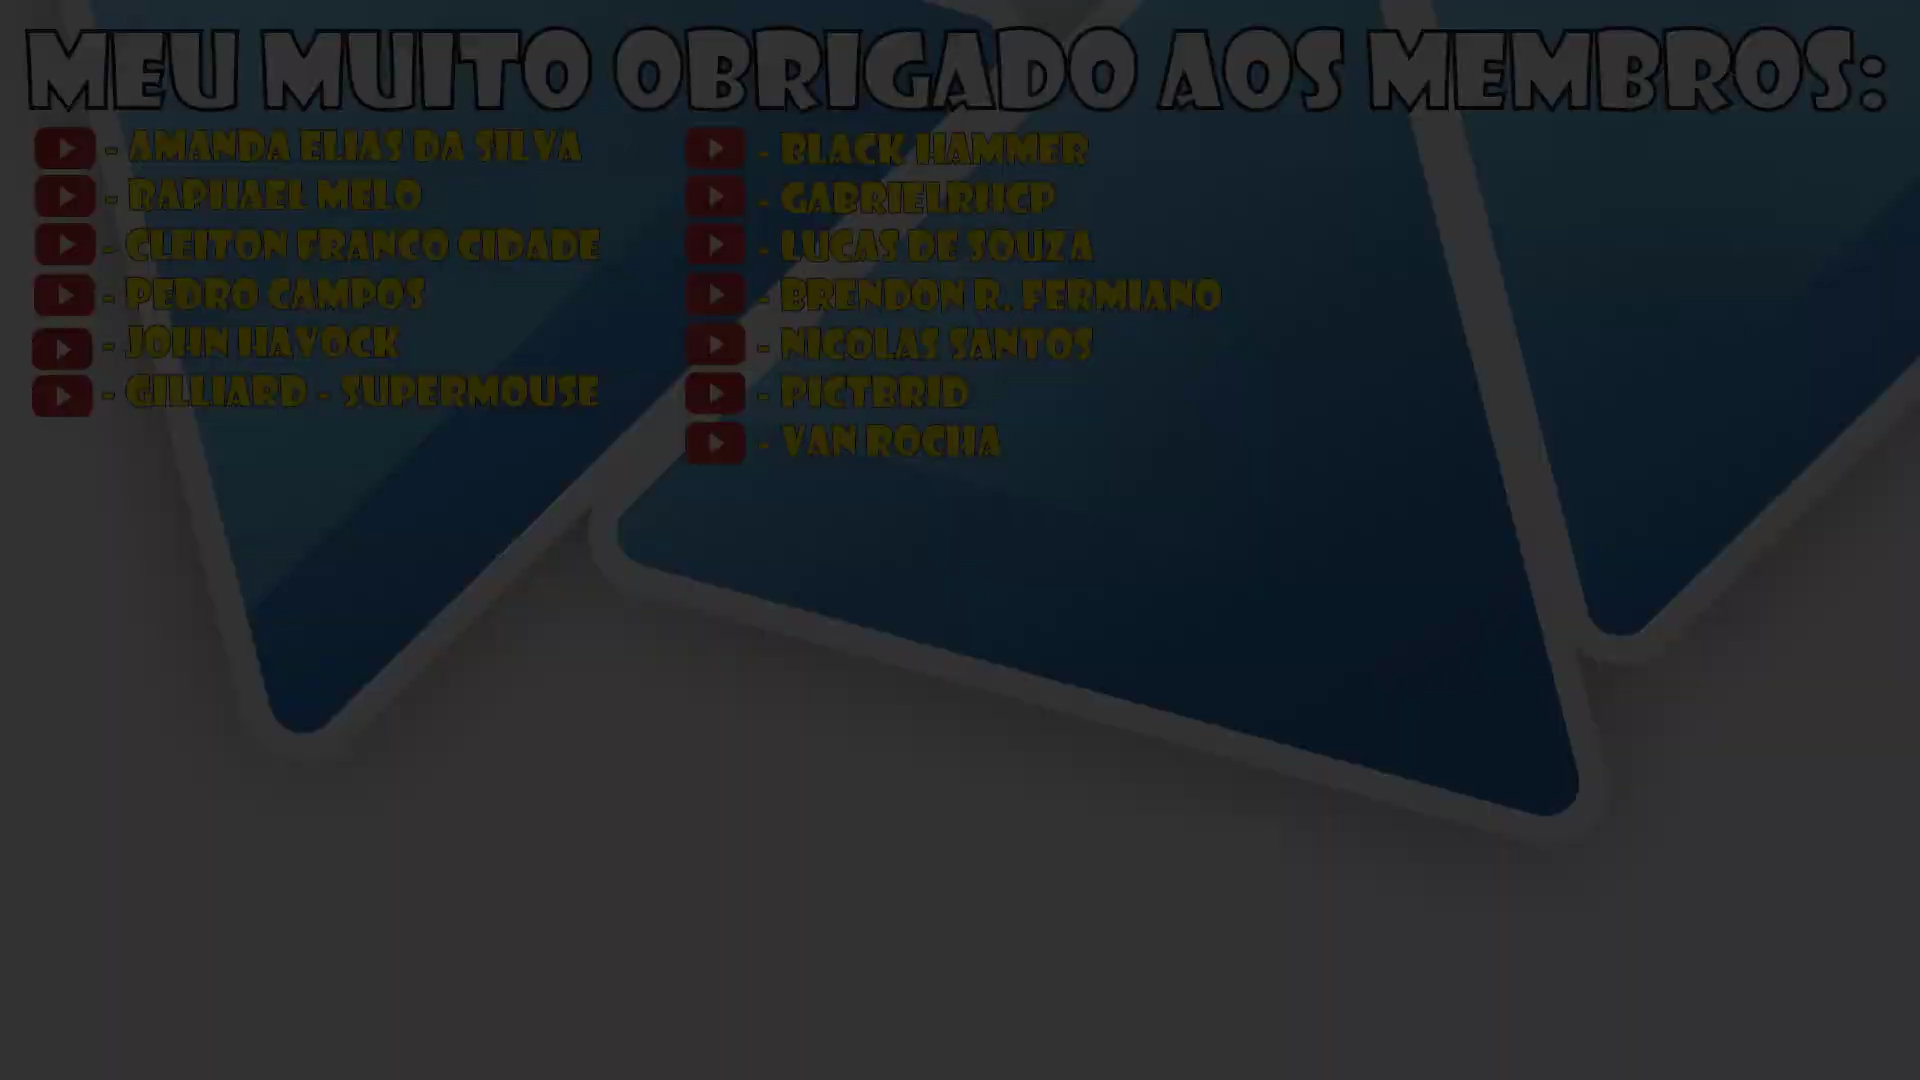 MEU MUITO OBRIGADO AOS MEMBROS:
- AMANDA ELIAS DA SILVA
- RAPHAEL MELO
- CLEITON FRANCO CIDADE
- PEDRO CAMPOS
- JOHN HAVOCK
- GILLIARD - SUPERMOUSE
- BLACK HAMMER
- GABRIELRHCP
- LUCAS DE SOUZA
- BRENDON R. FERMIANO
- NICOLAS SANTOS
- PICTBRID
- VAN ROCHA